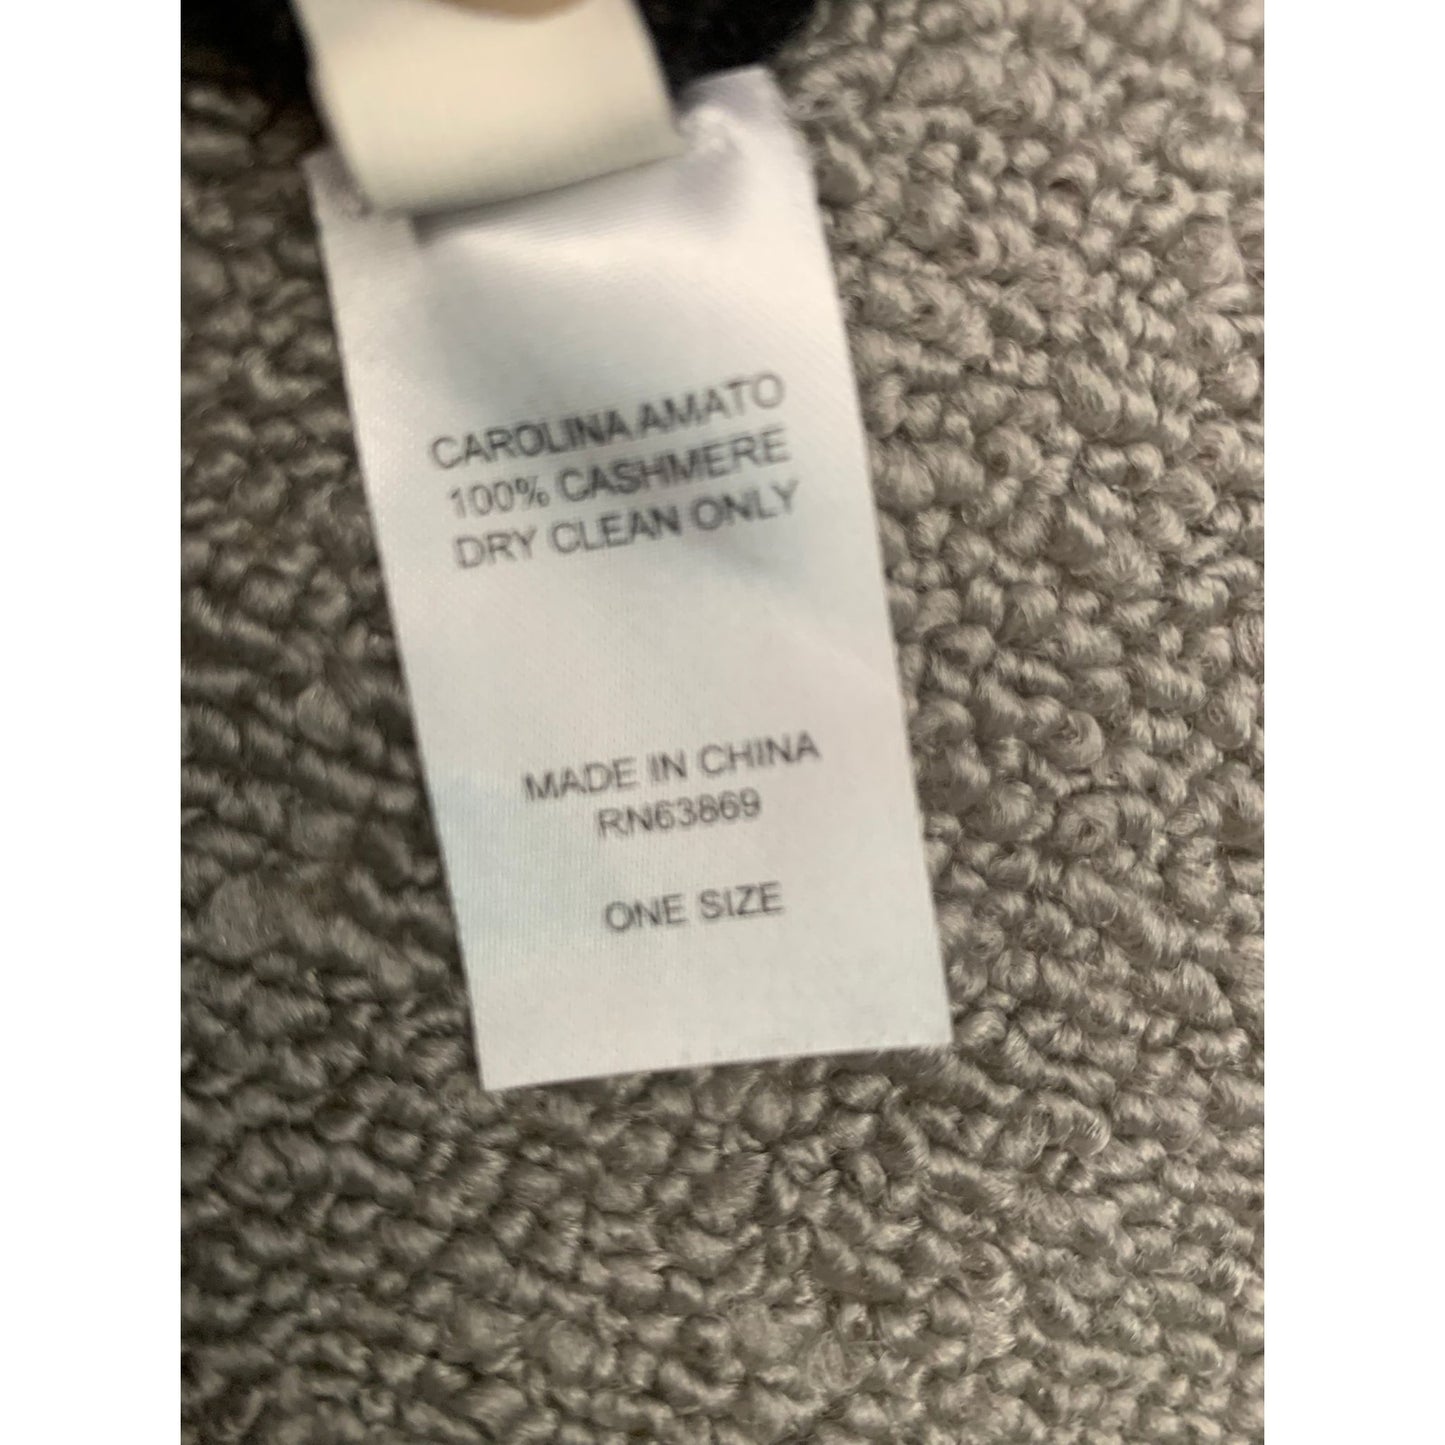 CAROLINA AMATO
100% CASHMERE
DRY CLEAN ONLY
MADE IN CHINA
RN63869
ONE SIZE